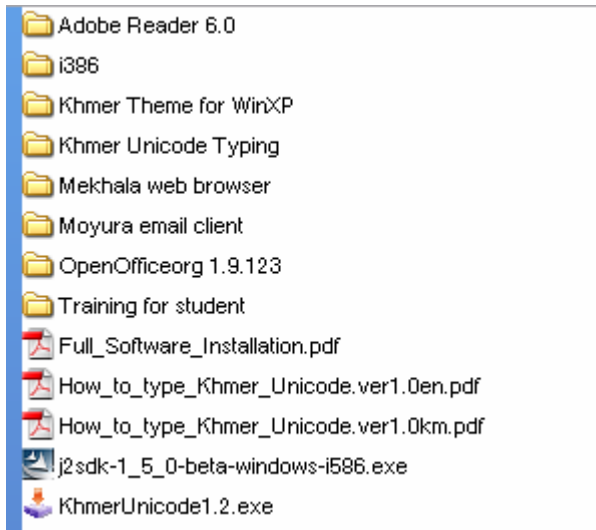 Adobe Reader 6.0
i386
Khmer Theme for WinXP
Khmer Unicode Typing
Mekhala web browser
Moyura email client
OpenOfficeorg 1.9.123
Training for student
Full_Software_Installation.pdf
How_to_type_Khmer_Unicode.ver1.0en.pdf
How_to_type_Khmer_Unicode.ver1.0km.pdf
j2sdk-1_5_0-beta-windows-i586.exe
KhmerUnicode1.2.exe